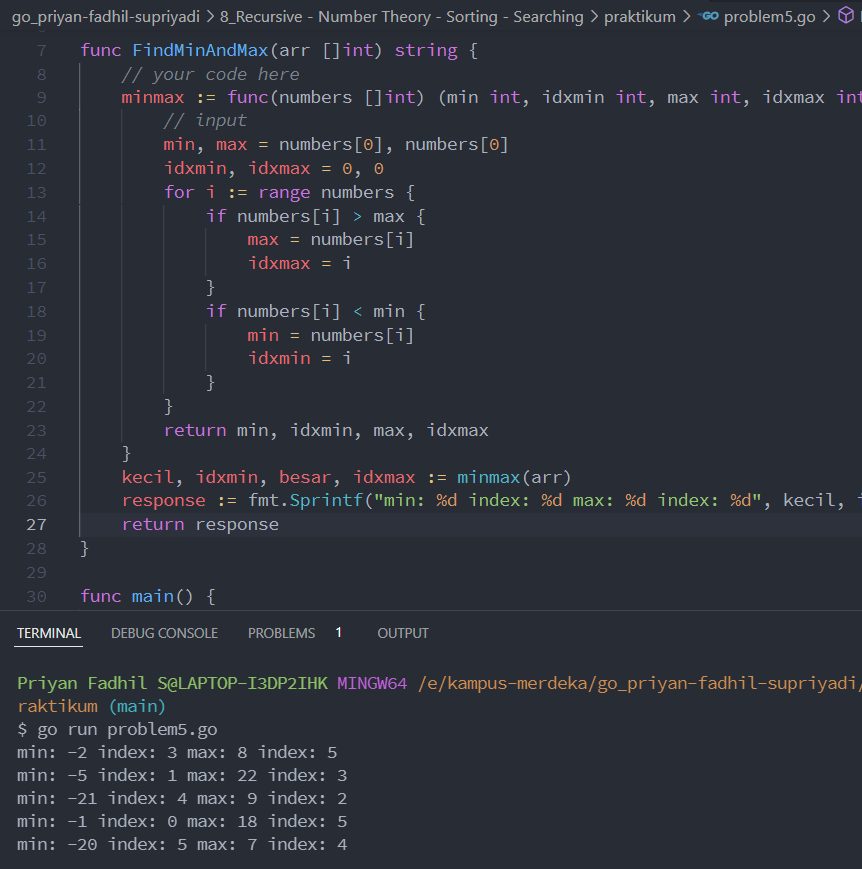 go_priyan-fadhil-supriyadi > 8_Recursive - Number Theory - Sorting - Searching > praktikum > GO problem5.go >
7 func FindMinAndMax(arr []int) string {
8 // your code here
9 minmax := func(numbers []int) (min int, idxmin int, max int, idxmax int
10 // input
11 min, max = numbers[0], numbers[0]
12 idxmin, idxmax = 0, 0
13 for i := range numbers {
14 if numbers[i] > max {
15 max = numbers[i]
16 idxmax = i
17 }
18 if numbers[i] < min {
19 min = numbers[i]
20 idxmin = i
21 }
22 }
23 return min, idxmin, max, idxmax
24 }
25 kecil, idxmin, besar, idxmax := minmax(arr)
26 response := fmt.Sprintf("min: %d index: %d max: %d index: %d", kecil, i
27 return response
28 }
29
30 func main() {
TERMINAL DEBUG CONSOLE PROBLEMS 1 OUTPUT
Priyan Fadhil S@LAPTOP-I3DP2IHK MINGW64 /e/kampus-merdeka/go_priyan-fadhil-supriyadi/
raktikum (main)
$ go run problem5.go
min: -2 index: 3 max: 8 index: 5
min: -5 index: 1 max: 22 index: 3
min: -21 index: 4 max: 9 index: 2
min: -1 index: 0 max: 18 index: 5
min: -20 index: 5 max: 7 index: 4